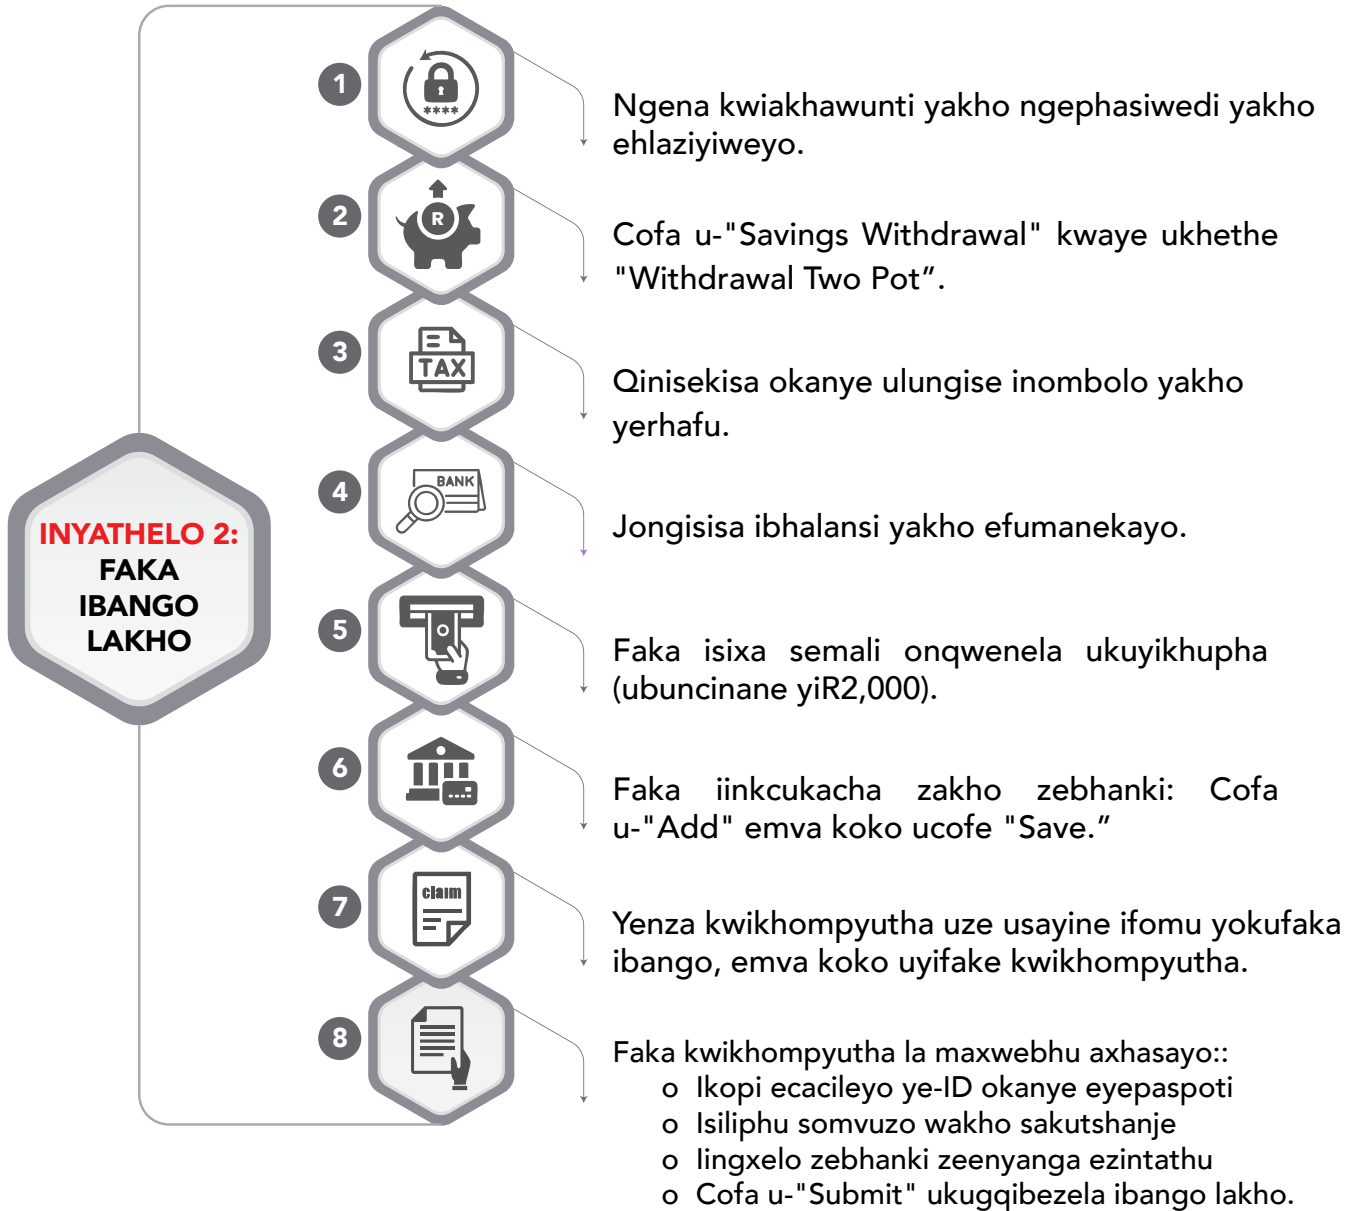 INYATHELO 2:
FAKA
IBANGO
LAKHO
1
****
Ngena kwiakhawunti yakho ngephasiwedi yakho
ehlaziyiweyo.
2
R
Cofa u-"Savings Withdrawal" kwaye ukhethe
"Withdrawal Two Pot”.
3
TAX
Qinisekisa okanye ulungise inombolo yakho
yerhafu.
4
BANK
Jongisisa ibhalansi yakho efumanekayo.
5
Faka isixa semali onqwenela ukuyikhupha
(ubuncinane yiR2,000).
6
Faka iinkcukacha zakho zebhanki: Cofa
u-"Add" emva koko ucofe "Save.”
7
claim
Yenza kwikhompyutha uze usayine ifomu yokufaka
ibango, emva koko uyifake kwikhompyutha.
8
Faka kwikhompyutha la maxwebhu axhasayo::
o Ikopi ecacileyo ye-ID okanye eyepaspoti
o Isiliphu somvuzo wakho sakutshanje
o Iingxelo zebhanki zeenyanga ezintathu
o Cofa u-"Submit" ukugqibezela ibango lakho.